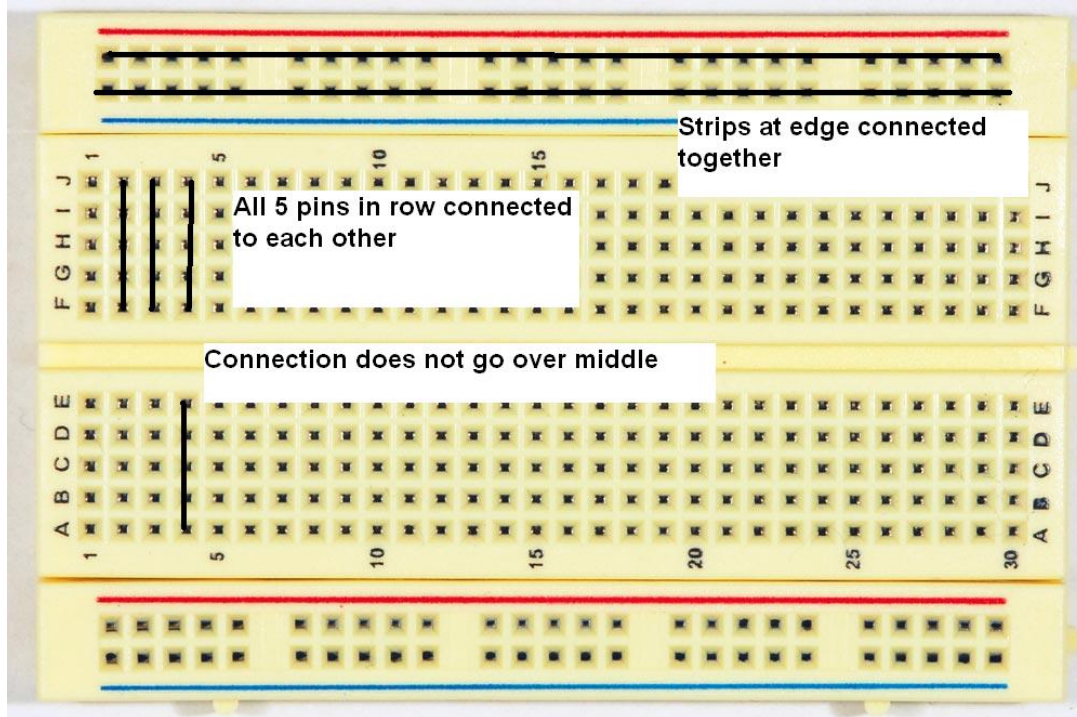 Strips at edge connected
together
1 5 10 15
J J
All 5 pins in row connected
to each other
I I
H H
G G
F F
Connection does not go over middle
E E
D D
C C
B B
A A
1 5 10 15 20 25 30